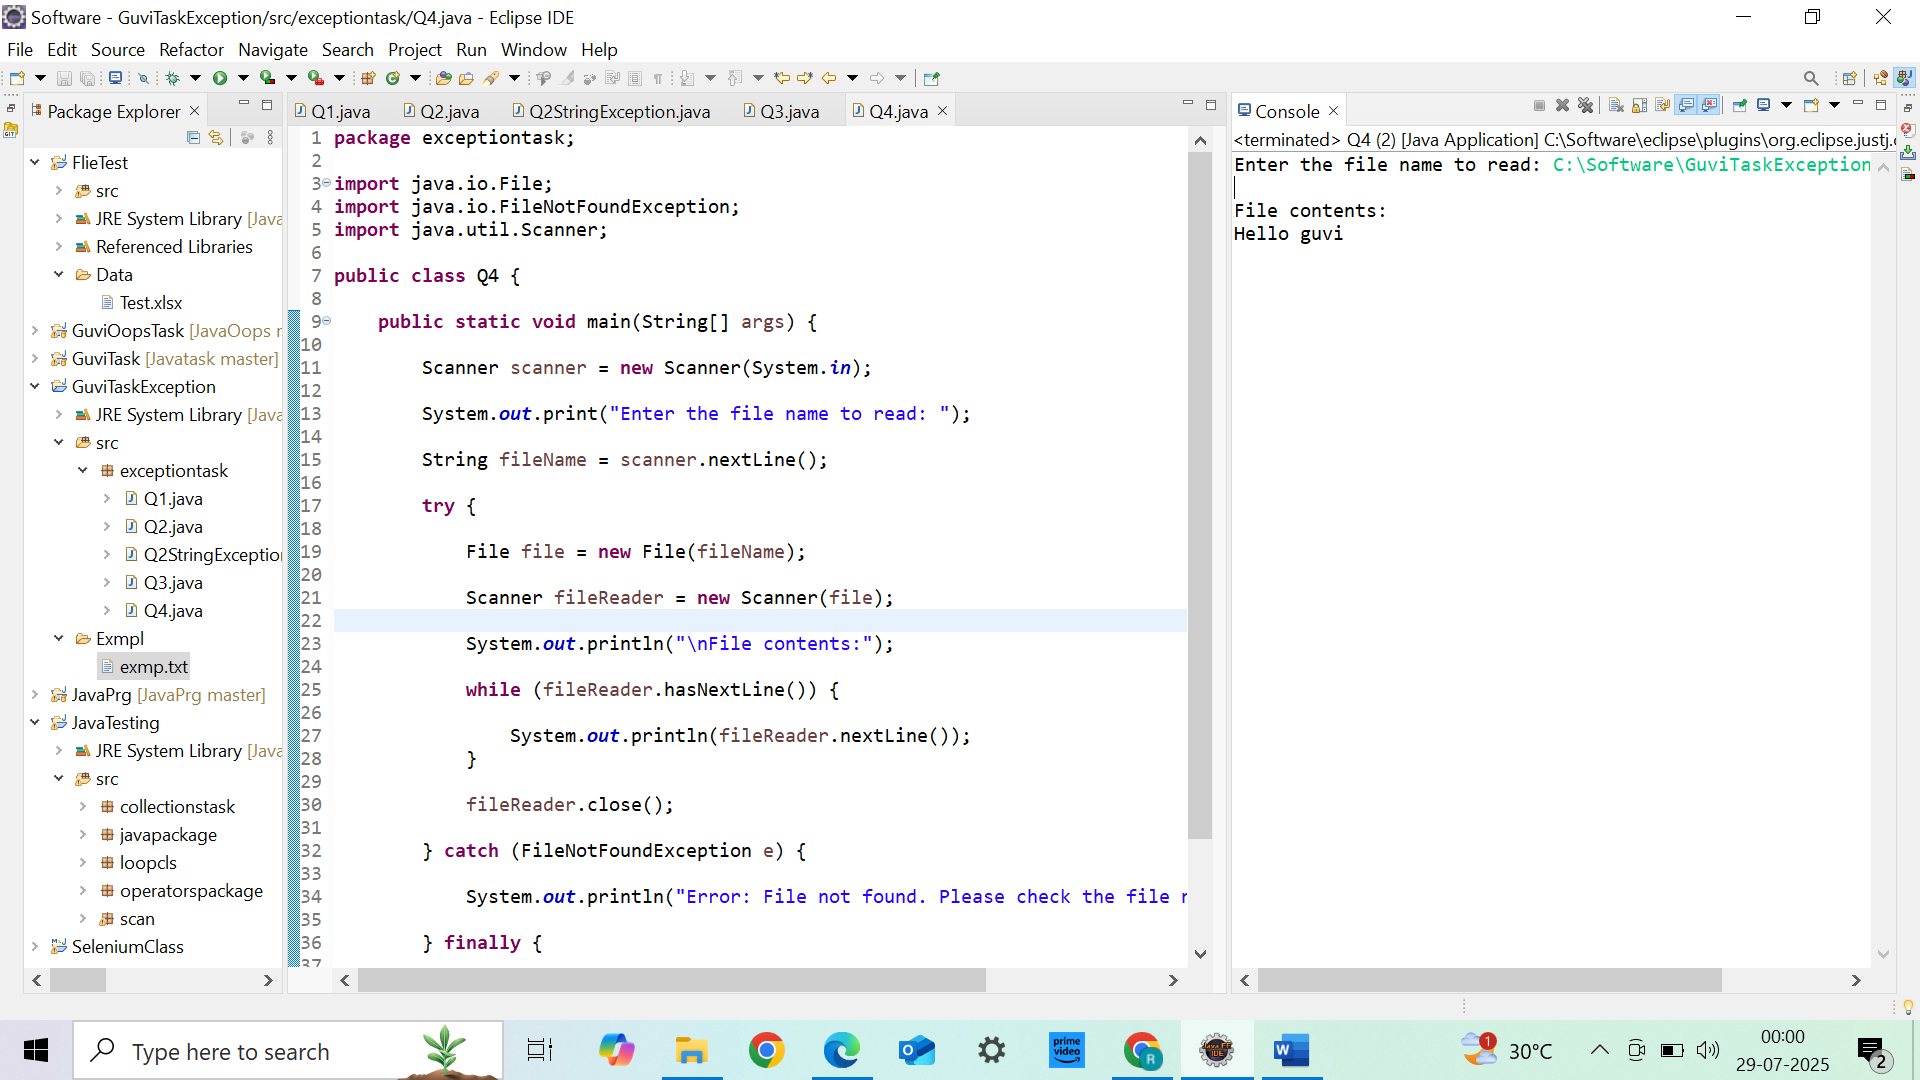 Software - GuviTaskException/src/exceptiontask/Q4.java - Eclipse IDE
File Edit Source Refactor Navigate Search Project Run Window Help
Package Explorer
FlieTest
src
JRE System Library [Java
Referenced Libraries
Data
Test.xlsx
GuviOopsTask [JavaOops r
GuviTask [Javatask master]
GuviTaskException
JRE System Library [Java
src
exceptiontask
Q1.java
Q2.java
Q2StringExceptio
Q3.java
Q4.java
Exmpl
exmp.txt
JavaPrg [JavaPrg master]
JavaTesting
JRE System Library [Java
src
collectionstask
javapackage
loopcls
operatorspackage
scan
SeleniumClass
Q1.java Q2.java Q2StringException.java Q3.java Q4.java
1 package exceptiontask;
2
3 import java.io.File;
4 import java.io.FileNotFoundException;
5 import java.util.Scanner;
6
7 public class Q4 {
8
9 public static void main(String[] args) {
10
11 Scanner scanner = new Scanner(System.in);
12
13 System.out.print("Enter the file name to read: ");
14
15 String fileName = scanner.nextLine();
16
17 try {
18
19 File file = new File(fileName);
20
21 Scanner fileReader = new Scanner(file);
22
23 System.out.println("\nFile contents:");
24
25 while (fileReader.hasNextLine()) {
26
27 System.out.println(fileReader.nextLine());
28 }
29
30 fileReader.close();
31
32 } catch (FileNotFoundException e) {
33
34 System.out.println("Error: File not found. Please check the file n
35
36 } finally {
37
Console
<terminated> Q4 (2) [Java Application] C:\Software\eclipse\plugins\org.eclipse.justj.
Enter the file name to read: C:\Software\GuviTaskException
File contents:
Hello guvi
Type here to search
prime video
Java EE IDE
R
1
30°C
00:00
29-07-2025
2